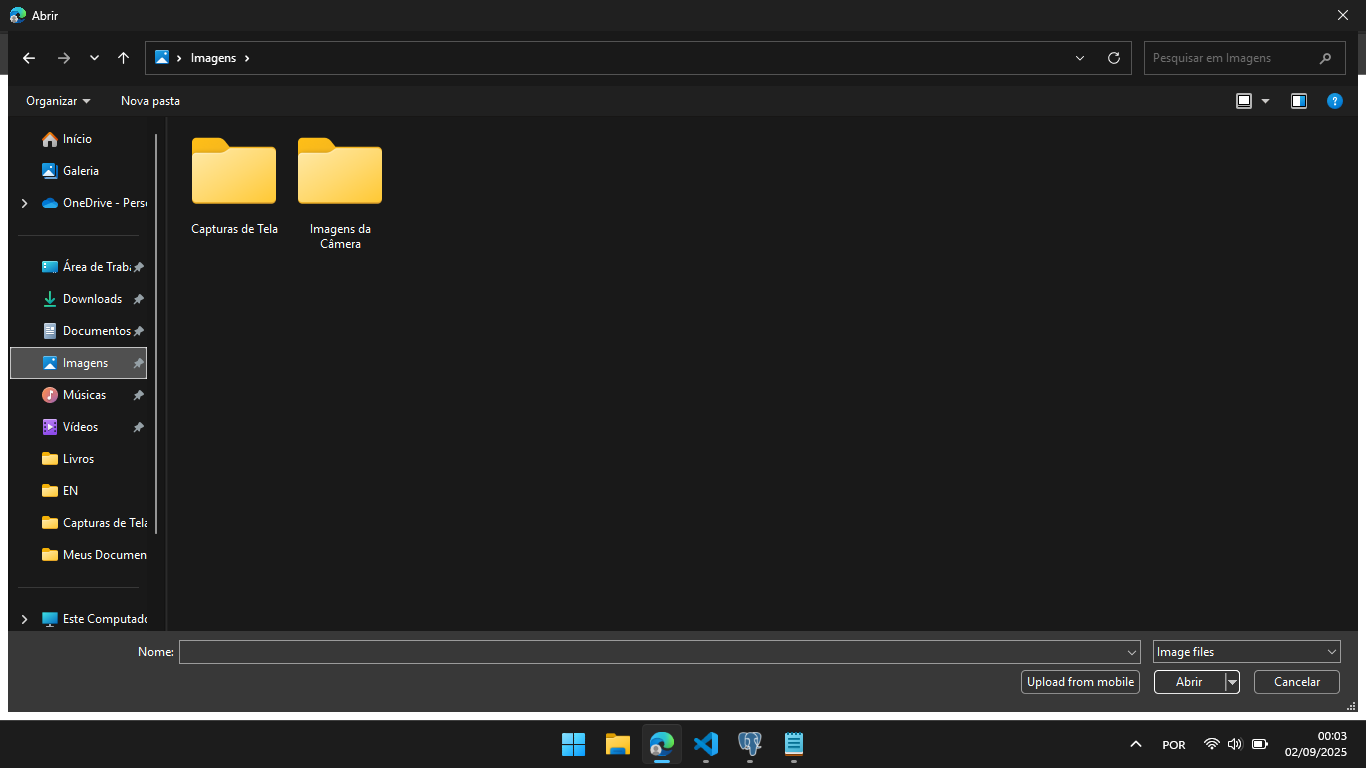 Abrir
Imagens
Pesquisar em Imagens
Organizar
Nova pasta
Início
Galeria
OneDrive - Pers
Área de Trab
Downloads
Documentos
Imagens
Músicas
Vídeos
Livros
EN
Capturas de Tela
Meus Documen
Este Computad
Capturas de Tela
Imagens da
Câmera
Nome:
Image files
Upload from mobile
Abrir
Cancelar
POR
00:03
02/09/2025